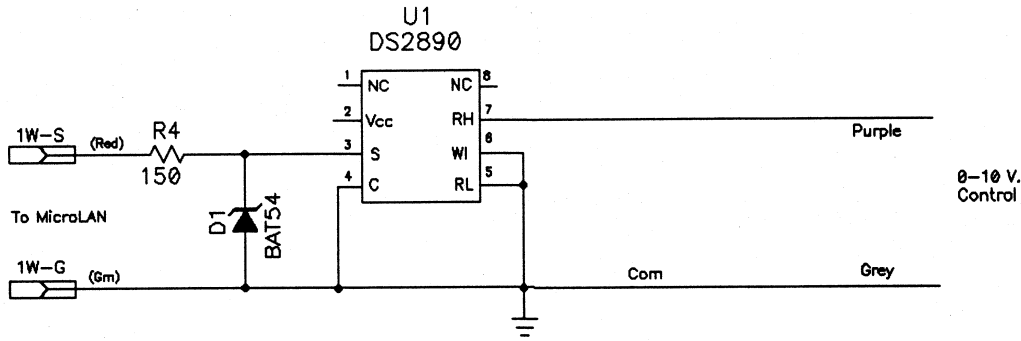 U1
DS2890
1 NC
NC 8
2 Vcc
RH 7
3 S
WI 6
4 C
RL 5
1W-S
(Red)
R4
150
Purple
0-10 V.
Control
To MicroLAN
D1
BAT54
1W-G
(Grn)
Com
Grey